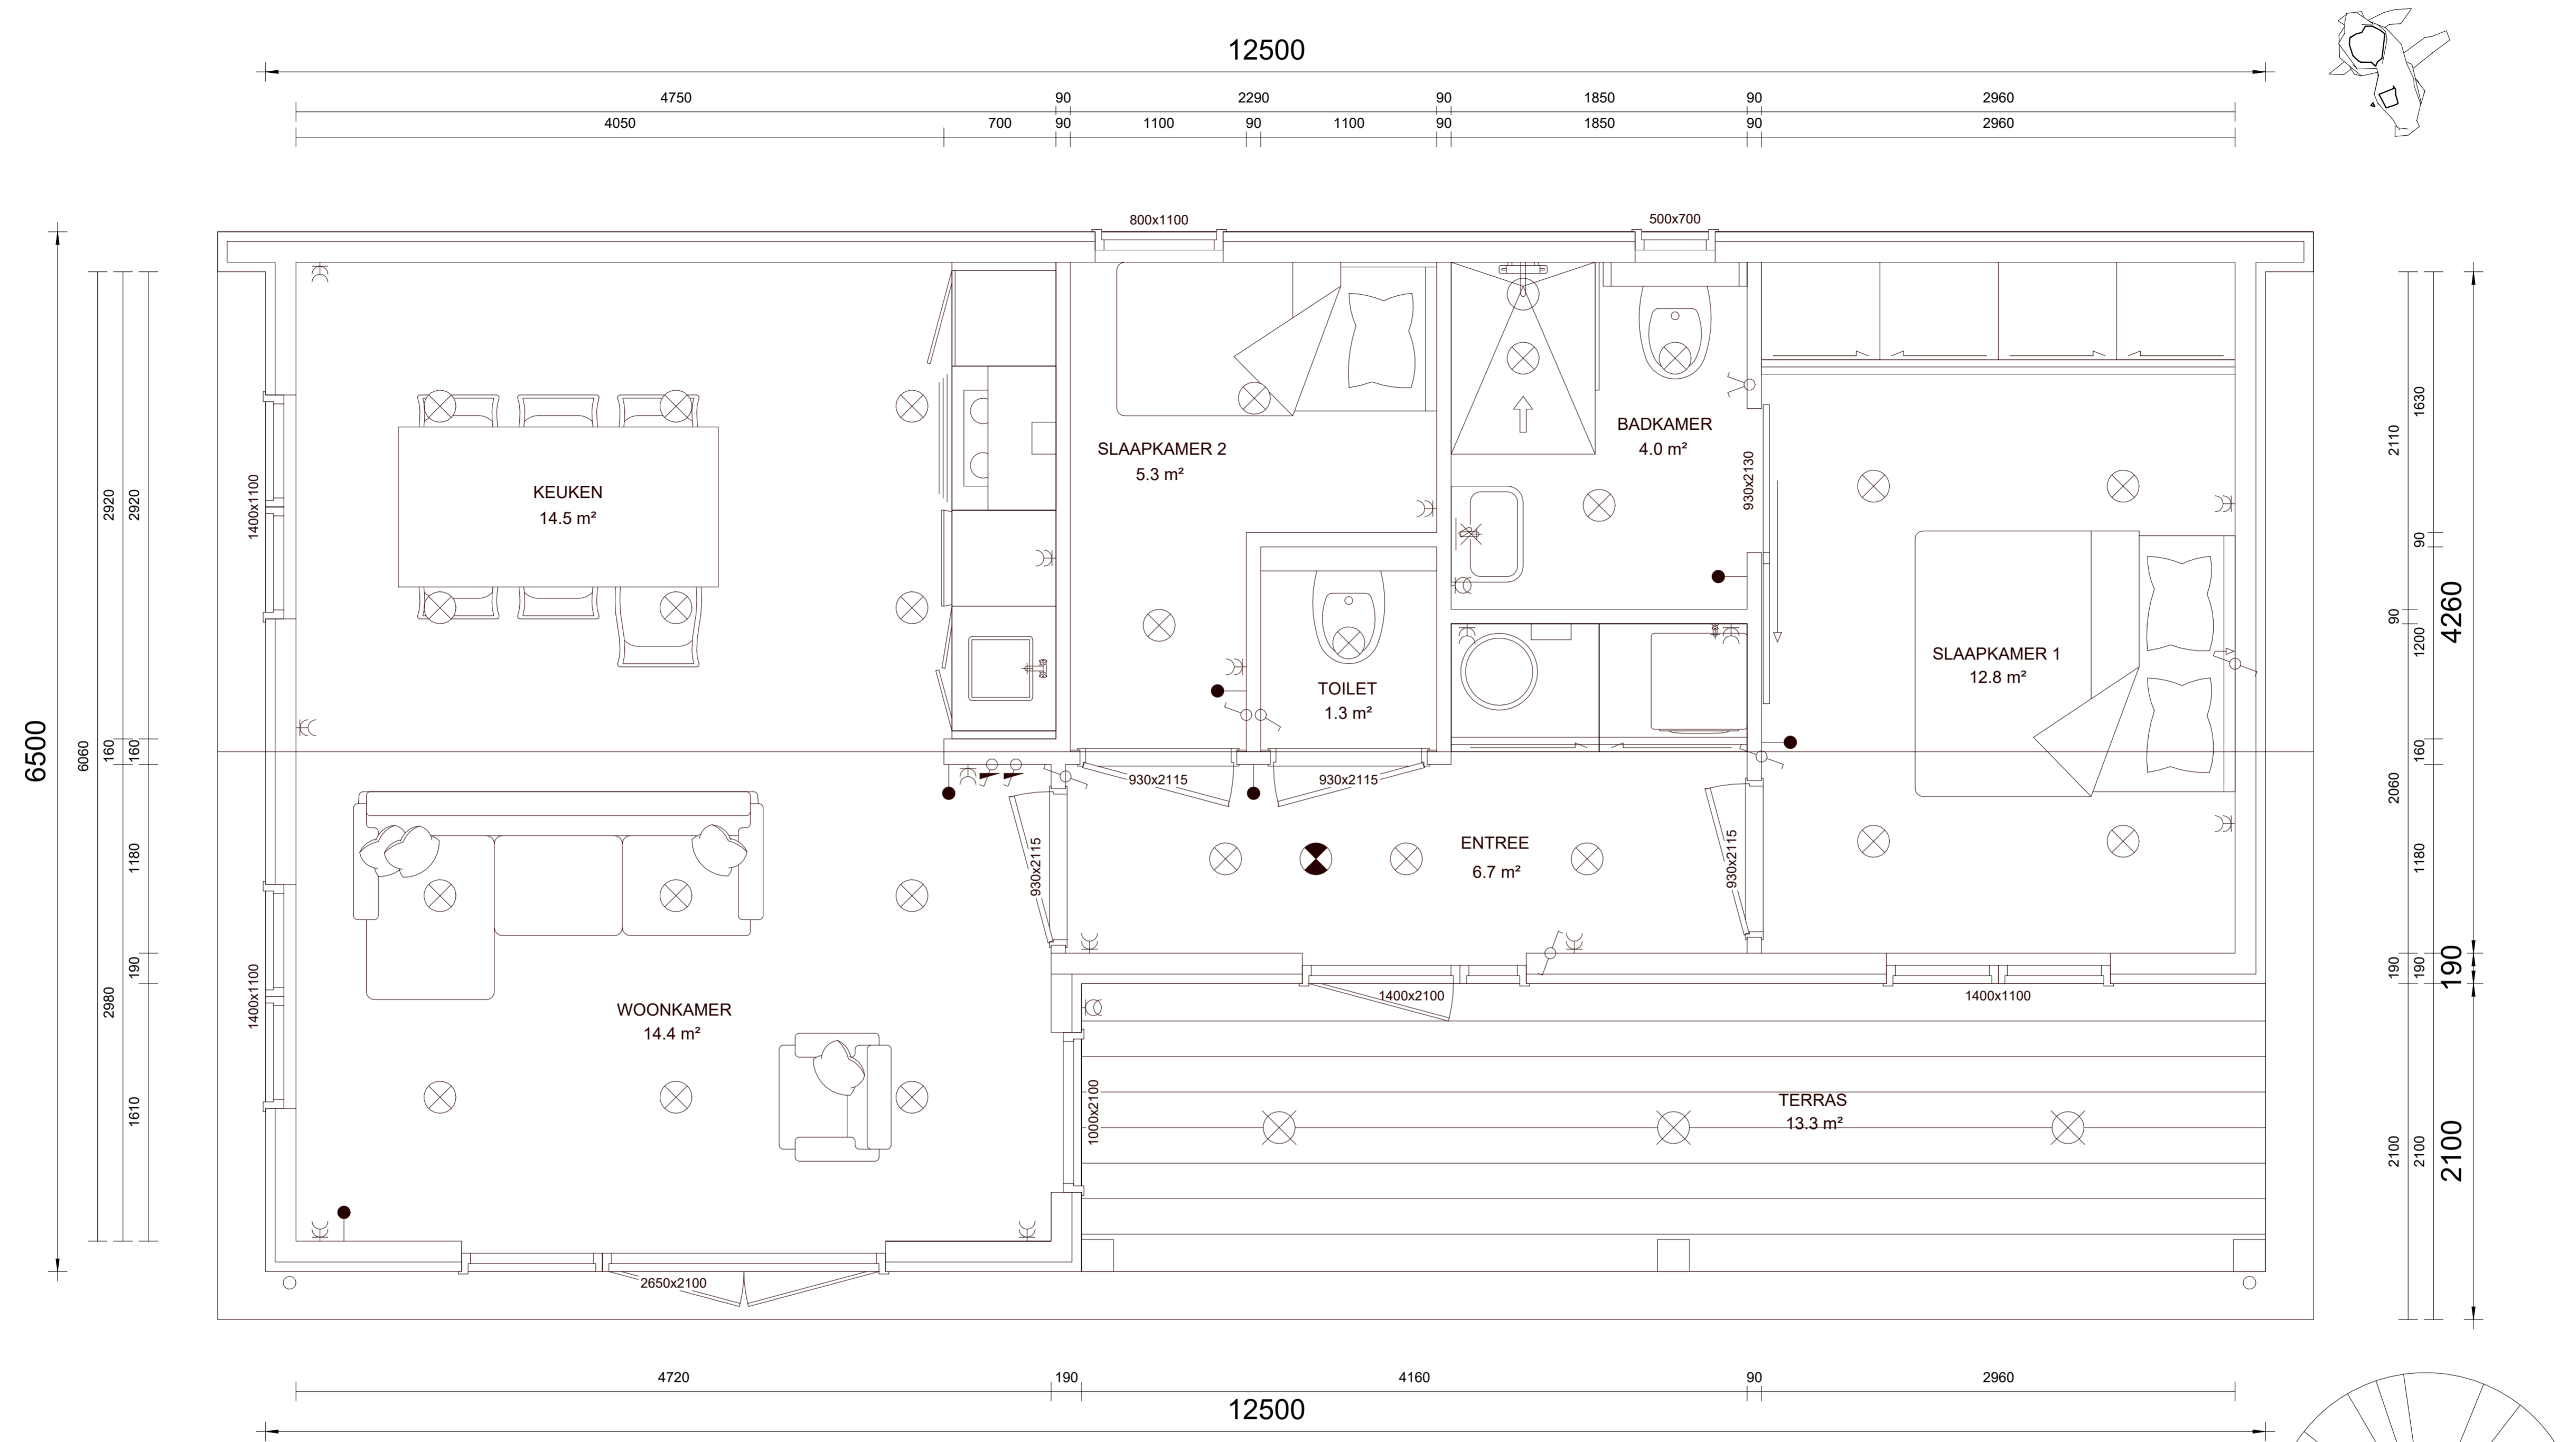 12500
4750 90 2290 90 1850 90 2960
4050 700 90 1100 90 1100 90 1850 90 2960
800x1100
500x700
KEUKEN
14.5 m²
SLAAPKAMER 2
5.3 m²
BADKAMER
4.0 m²
TOILET
1.3 m²
SLAAPKAMER 1
12.8 m²
ENTREE
6.7 m²
WOONKAMER
14.4 m²
TERRAS
13.3 m²
1400x1100
1400x1100
930x2130
930x2115
930x2115
930x2115
930x2115
1400x2100
1400x1100
1000x2100
2650x2100
6500
6060
2920 160 2980
2920 160 1180 190 1610
2110 90 2060 190 2100
1630 90 1200 160 1180 190 2100
4260 190 2100
4720 190 4160 90 2960
12500